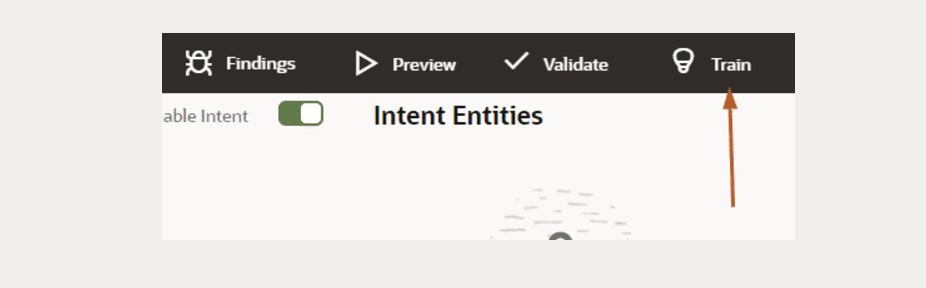 Findings Preview Validate Train
able Intent Intent Entities